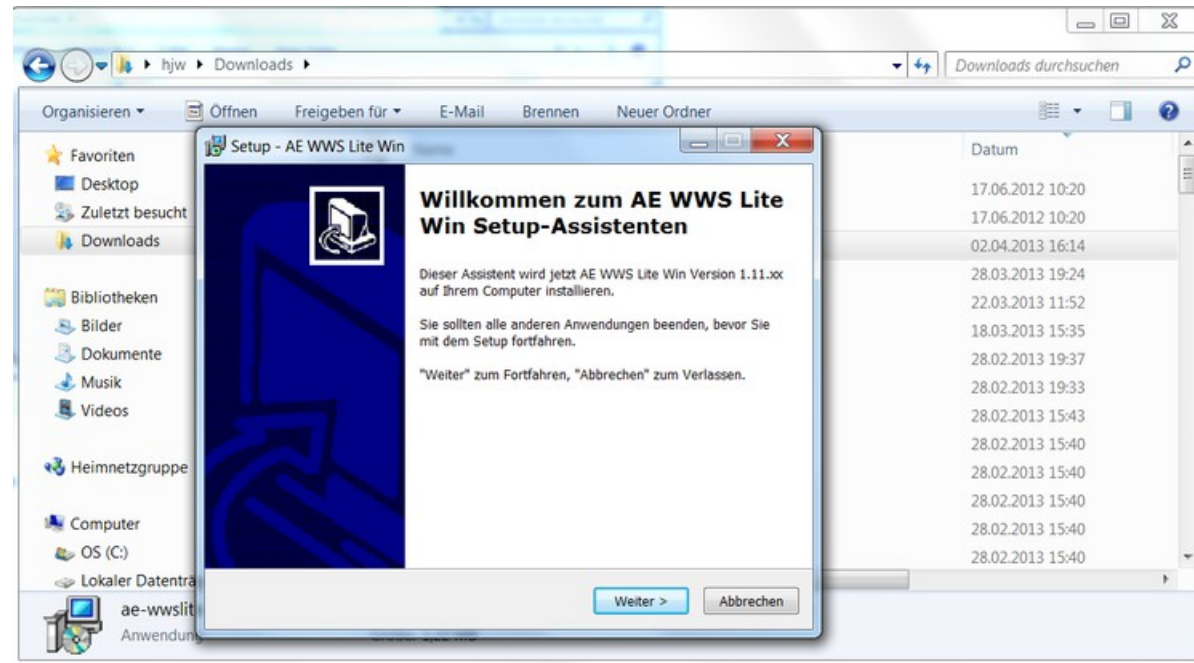 hjw ▸ Downloads ▸
Downloads durchsuchen
Organisieren
Öffnen
Freigeben für
E-Mail
Brennen
Neuer Ordner
Favoriten
Desktop
Zuletzt besucht
Downloads
Bibliotheken
Bilder
Dokumente
Musik
Videos
Heimnetzgruppe
Computer
OS (C:)
Lokaler Datenträ
Setup - AE WWS Lite Win
Name
Willkommen zum AE WWS Lite
Win Setup-Assistenten
Dieser Assistent wird jetzt AE WWS Lite Win Version 1.11.xx
auf Ihrem Computer installieren.
Sie sollten alle anderen Anwendungen beenden, bevor Sie
mit dem Setup fortfahren.
"Weiter" zum Fortfahren, "Abbrechen" zum Verlassen.
Weiter >
Abbrechen
Datum
17.06.2012 10:20
17.06.2012 10:20
02.04.2013 16:14
28.03.2013 19:24
22.03.2013 11:52
18.03.2013 15:35
28.02.2013 19:37
28.02.2013 19:33
28.02.2013 15:43
28.02.2013 15:40
28.02.2013 15:40
28.02.2013 15:40
28.02.2013 15:40
28.02.2013 15:40
ae-wwslit
Anwendung